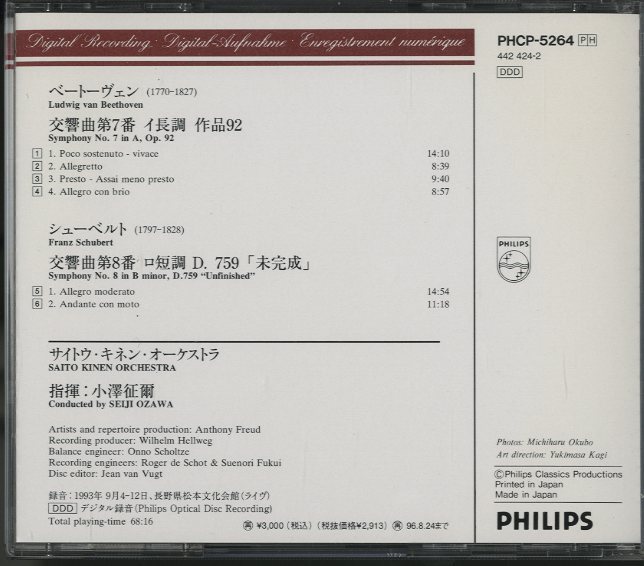 Digital Recording · Digital-Aufnahme · Enregistrement numérique
PHCP-5264 PH
442 424-2
DDD
ベートーヴェン (1770-1827)
Ludwig van Beethoven
交響曲第7番 イ長調 作品92
Symphony No. 7 in A, Op. 92
1 1. Poco sostenuto - vivace 14:10
2 2. Allegretto 8:39
3 3. Presto - Assai meno presto 9:40
4 4. Allegro con brio 8:57
シューベルト (1797-1828)
Franz Schubert
交響曲第8番 ロ短調 D. 759「未完成」
Symphony No. 8 in B minor, D.759 "Unfinished"
5 1. Allegro moderato 14:54
6 2. Andante con moto 11:18
PHILIPS
サイトウ・キネン・オーケストラ
SAITO KINEN ORCHESTRA
指揮：小澤征爾
Conducted by SEIJI OZAWA
Artists and repertoire production: Anthony Freud
Recording producer: Wilhelm Hellweg
Balance engineer: Onno Scholtze
Recording engineers: Roger de Schot & Suenori Fukui
Disc editor: Jean van Vugt
録音：1993年 9月4-12日、長野県松本文化会館(ライヴ)
DDD デジタル録音(Philips Optical Disc Recording)
Total playing-time 68:16
¥3,000(税込)(税抜価格¥2,913) 96.8.24まで
Photos: Michiharu Okubo
Art direction: Yukimasa Kagi
Ⓟ Philips Classics Productions
Printed in Japan
Made in Japan
PHILIPS